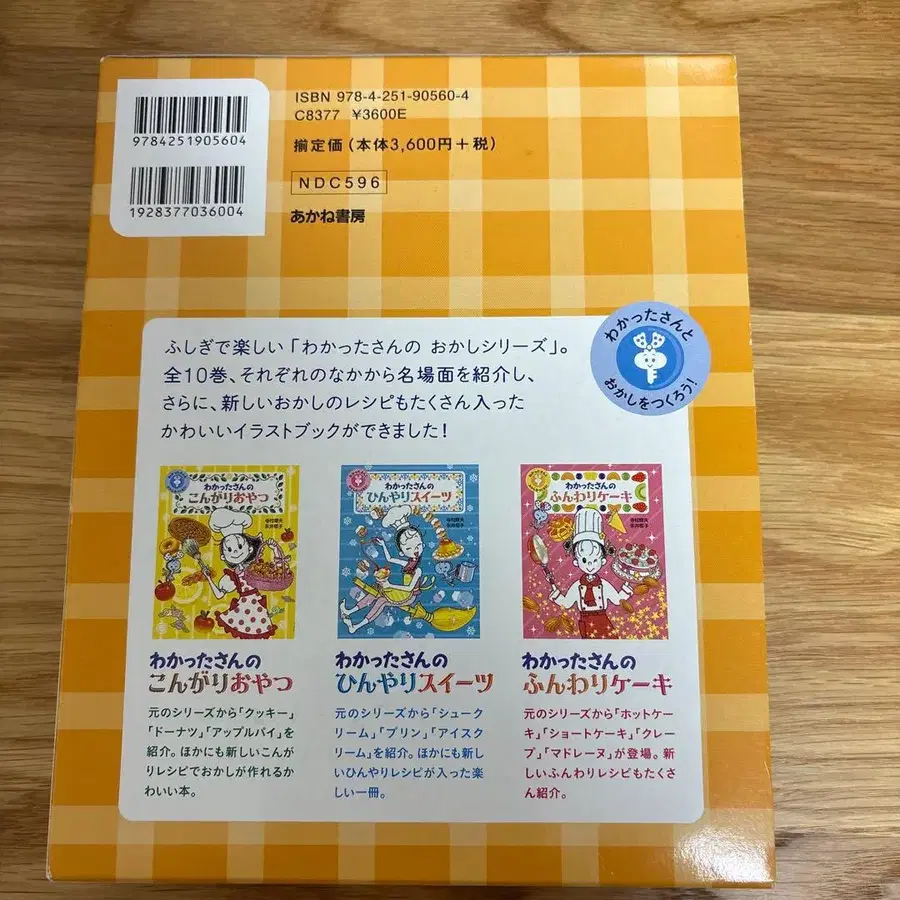 ISBN 978-4-251-90560-4
C8377 ¥3600E
揃定価(本体3,600円+税)
NDC596
あかね書房
9784251905604
1928377036004
わかったさんと
おかしをつくろう!
ふしぎで楽しい「わかったさんの おかしシリーズ」。
全10巻、それぞれのなかから名場面を紹介し、
さらに、新しいおかしのレシピもたくさん入った
かわいいイラストブックができました!
わかったさんの
こんがりおやつ
わかったさんの
ひんやりスイーツ
わかったさんの
ふんわりケーキ
わかったさんの
こんがりおやつ
元のシリーズから「クッキー」
「ドーナツ」「アップルパイ」を
紹介。ほかにも新しいこんが
りレシピでおかしが作れるか
わいい本。
わかったさんの
ひんやりスイーツ
元のシリーズから「シューク
リーム」「プリン」「アイスク
リーム」を紹介。ほかにも新し
いひんやりレシピが入った楽
しい一冊。
わかったさんの
ふんわりケーキ
元のシリーズから「ホットケー
キ」「ショートケーキ」「クレー
プ」「マドレーヌ」が登場。新
しいふんわりレシピもたくさ
ん紹介。